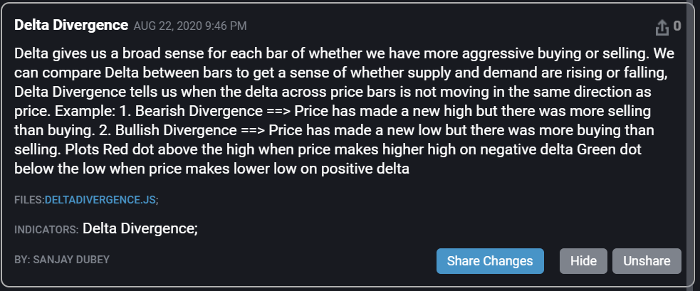 Delta Divergence AUG 22, 2020 9:46 PM 0
Delta gives us a broad sense for each bar of whether we have more aggressive buying or selling. We
can compare Delta between bars to get a sense of whether supply and demand are rising or falling,
Delta Divergence tells us when the delta across price bars is not moving in the same direction as
price. Example: 1. Bearish Divergence ==> Price has made a new high but there was more selling
than buying. 2. Bullish Divergence ==> Price has made a new low but there was more buying than
selling. Plots Red dot above the high when price makes higher high on negative delta Green dot
below the low when price makes lower low on positive delta
FILES:DELTADIVERGENCE.JS;
INDICATORS: Delta Divergence;
BY: SANJAY DUBEY Share Changes Hide Unshare